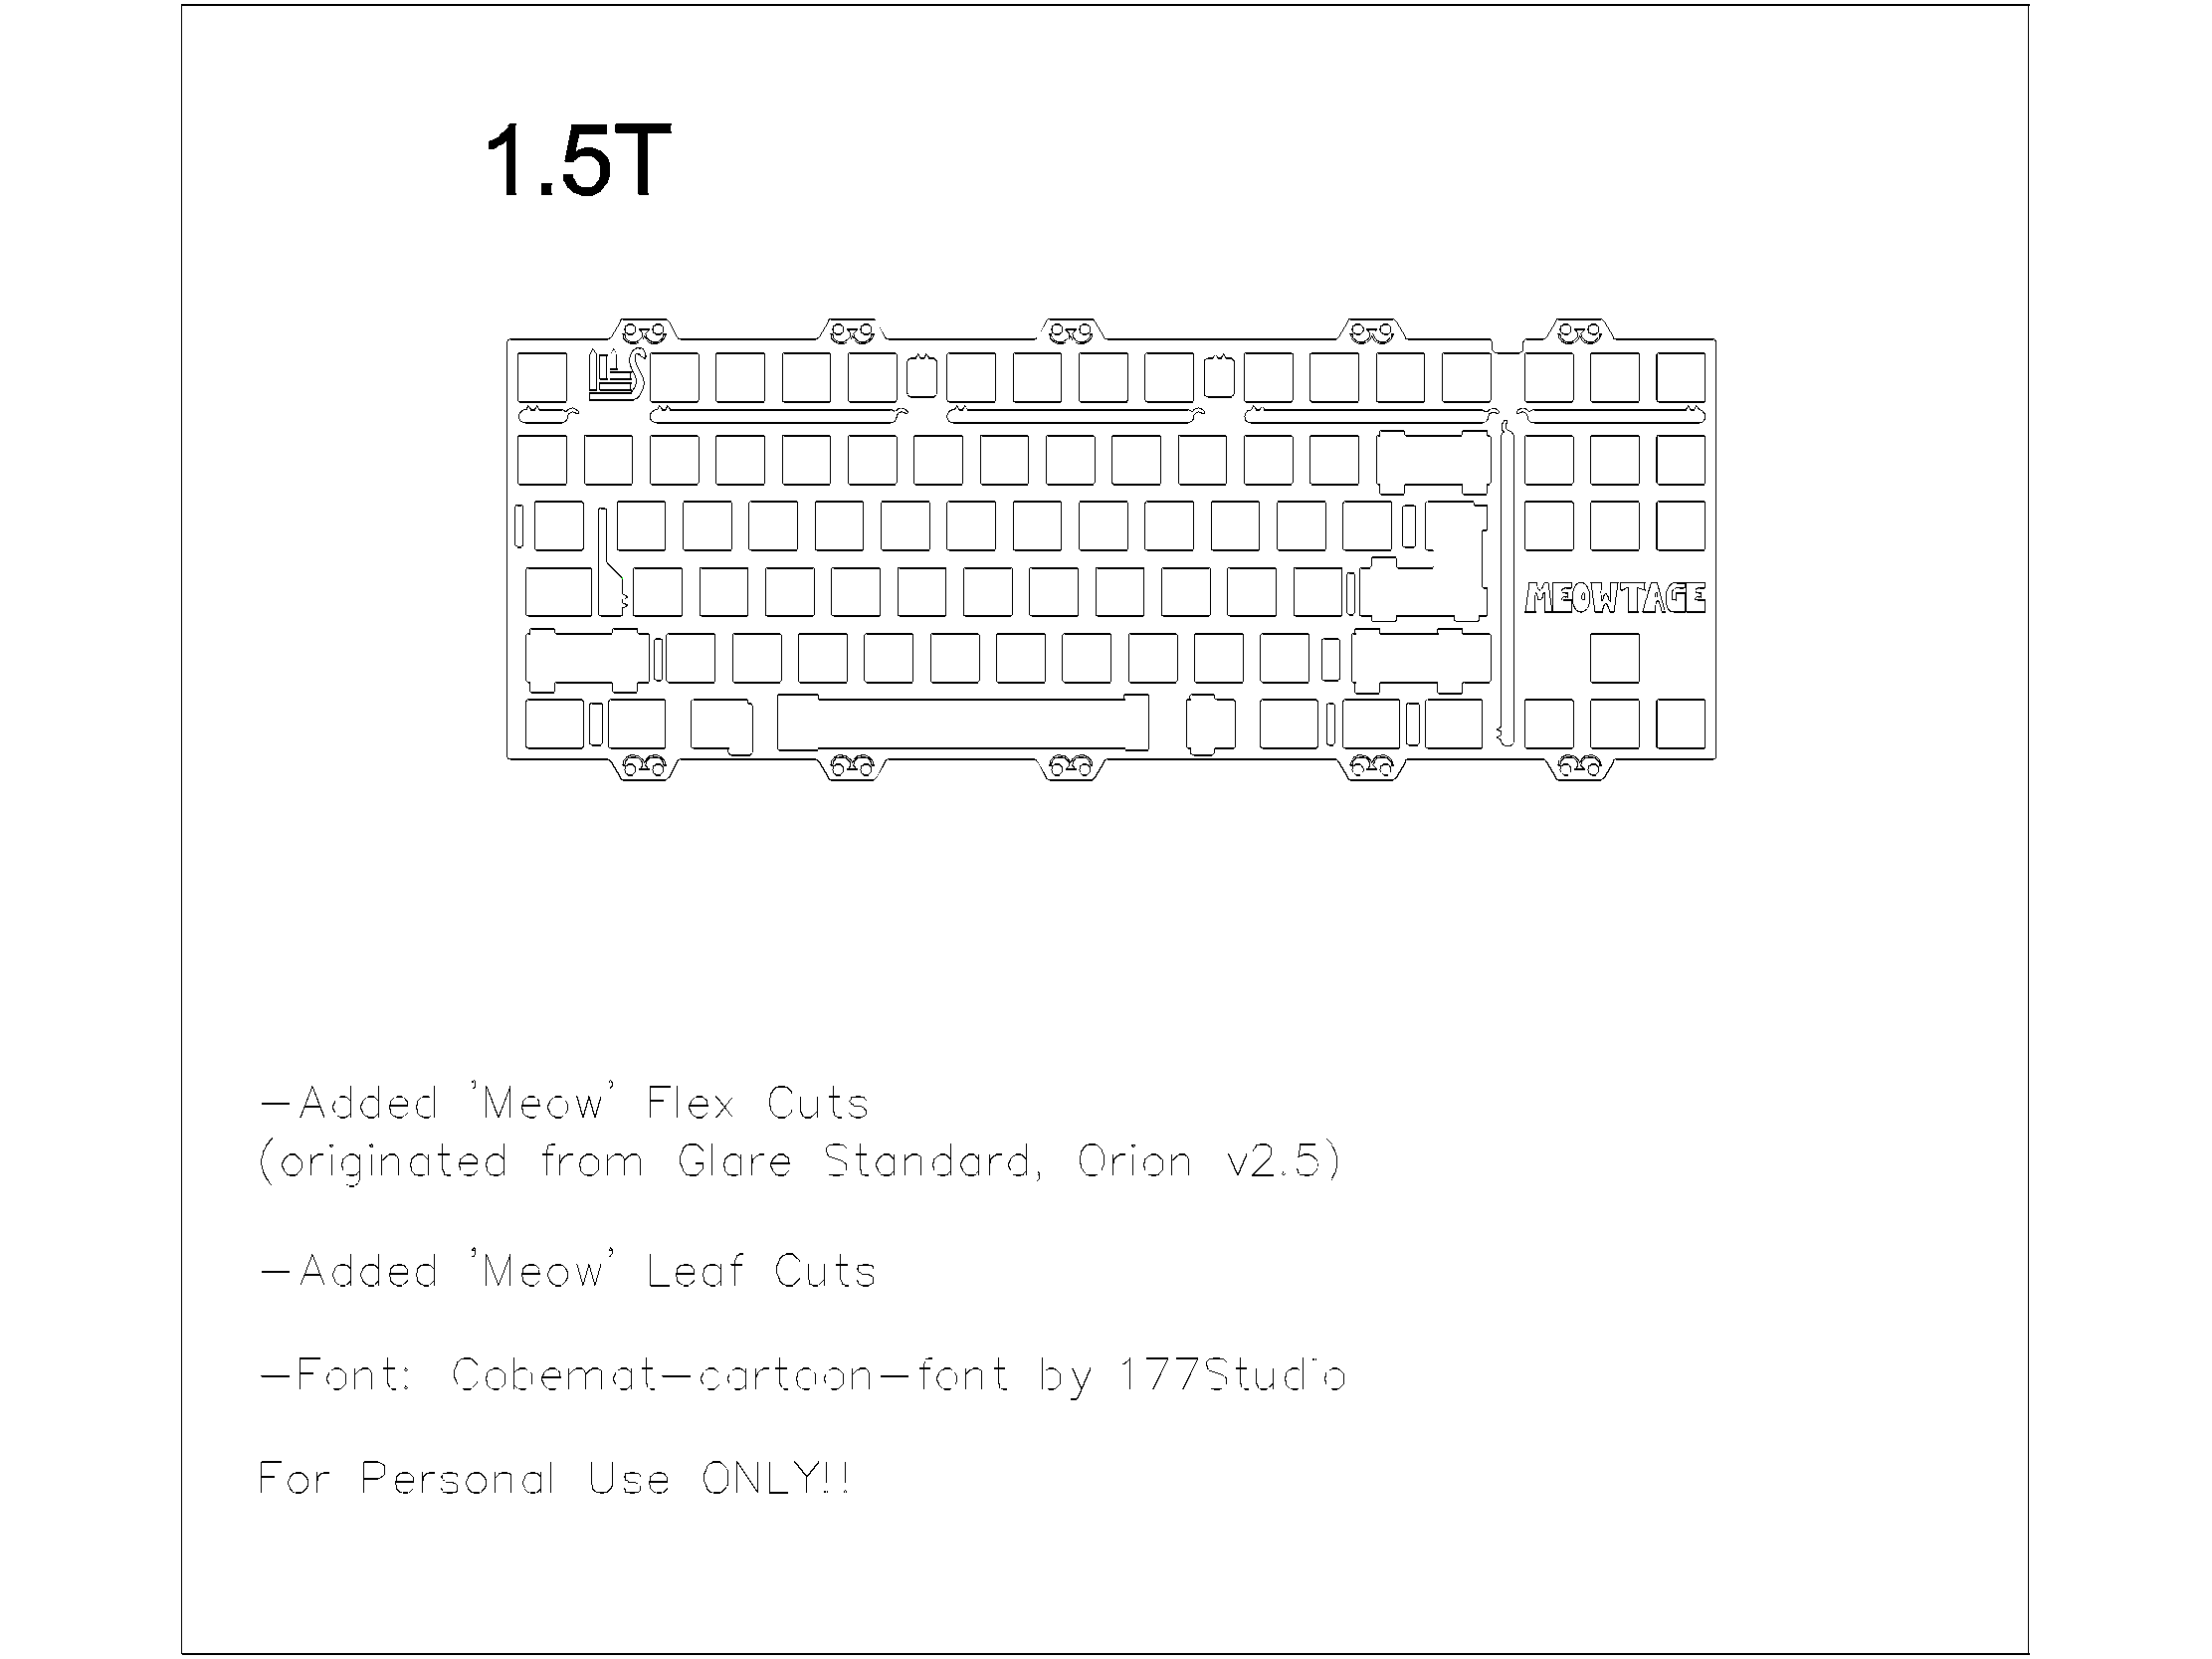 1.5T
MEOWTAGE
-Added 'Meow' Flex Cuts
(originated from Glare Standard, Orion v2.5)
-Added 'Meow' Leaf Cuts
-Font: Cobemat-cartoon-font by 177Studio
For Personal Use ONLY!!